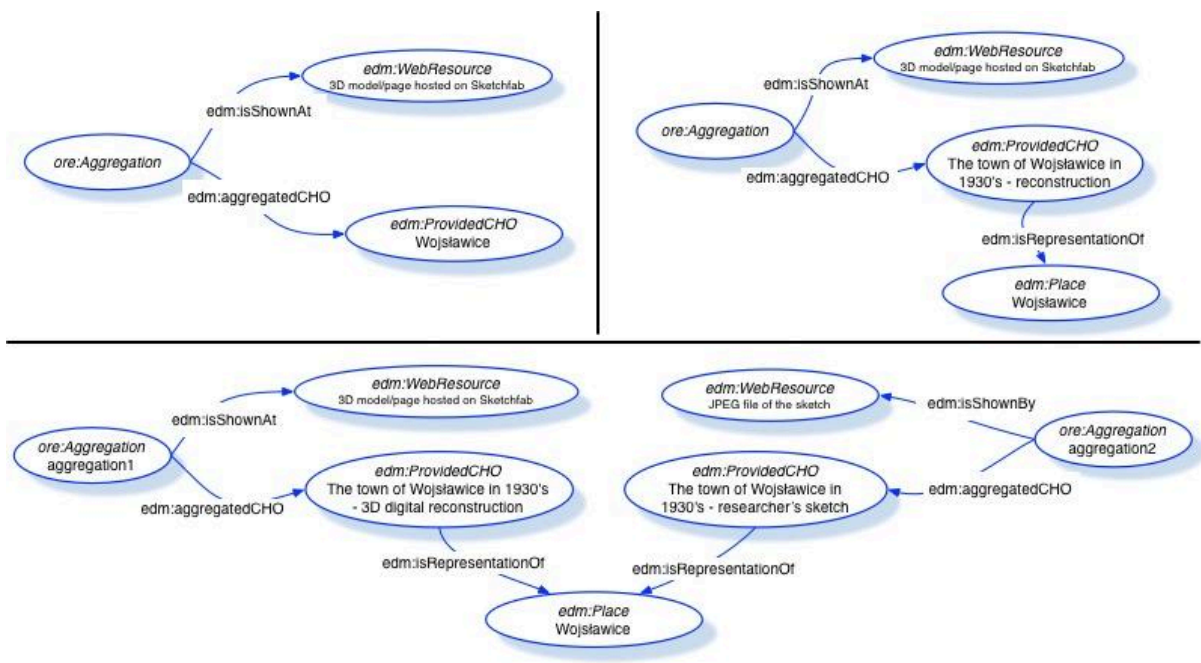 edm:WebResource
3D model/page hosted on Sketchfab
edm:isShownAt
ore:Aggregation
edm:aggregatedCHO
edm:ProvidedCHO
Wojsławice
edm:WebResource
3D model/page hosted on Sketchfab
edm:isShownAt
ore:Aggregation
edm:aggregatedCHO
edm:ProvidedCHO
The town of Wojsławice in
1930's - reconstruction
edm:isRepresentationOf
edm:Place
Wojsławice
edm:WebResource
3D model/page hosted on Sketchfab
edm:isShownAt
ore:Aggregation
aggregation1
edm:aggregatedCHO
edm:ProvidedCHO
The town of Wojsławice in 1930's
- 3D digital reconstruction
edm:isRepresentationOf
edm:WebResource
JPEG file of the sketch
edm:isShownBy
ore:Aggregation
aggregation2
edm:aggregatedCHO
edm:ProvidedCHO
The town of Wojsławice in
1930's - researcher’s sketch
edm:isRepresentationOf
edm:Place
Wojsławice